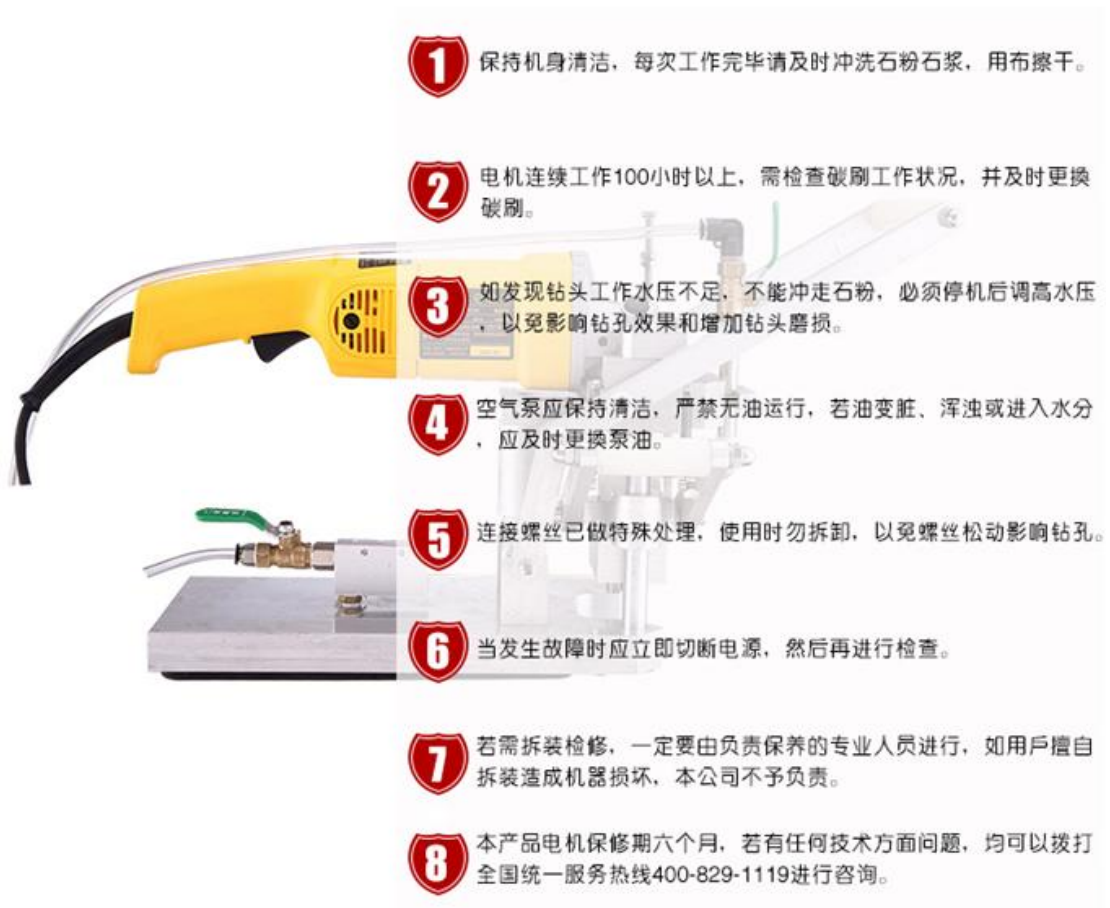 1
保持机身清洁，每次工作完毕请及时冲洗石粉石浆，用布擦干。
2
电机连续工作100小时以上，需检查碳刷工作状况，并及时更换
碳刷。
3
如发现钻头工作水压不足，不能冲走石粉，必须停机后调高水压
，以免影响钻孔效果和增加钻头磨损。
4
空气泵应保持清洁，严禁无油运行，若油变脏、浑浊或进入水分
，应及时更换泵油。
5
连接螺丝已做特殊处理，使用时勿拆卸，以免螺丝松动影响钻孔。
6
当发生故障时应立即切断电源，然后再进行检查。
7
若需拆装检修，一定要由负责保养的专业人员进行，如用戶擅自
拆装造成机器损坏，本公司不予负责。
8
本产品电机保修期六个月，若有任何技术方面问题，均可以拨打
全国统一服务热线400-829-1119进行咨询。